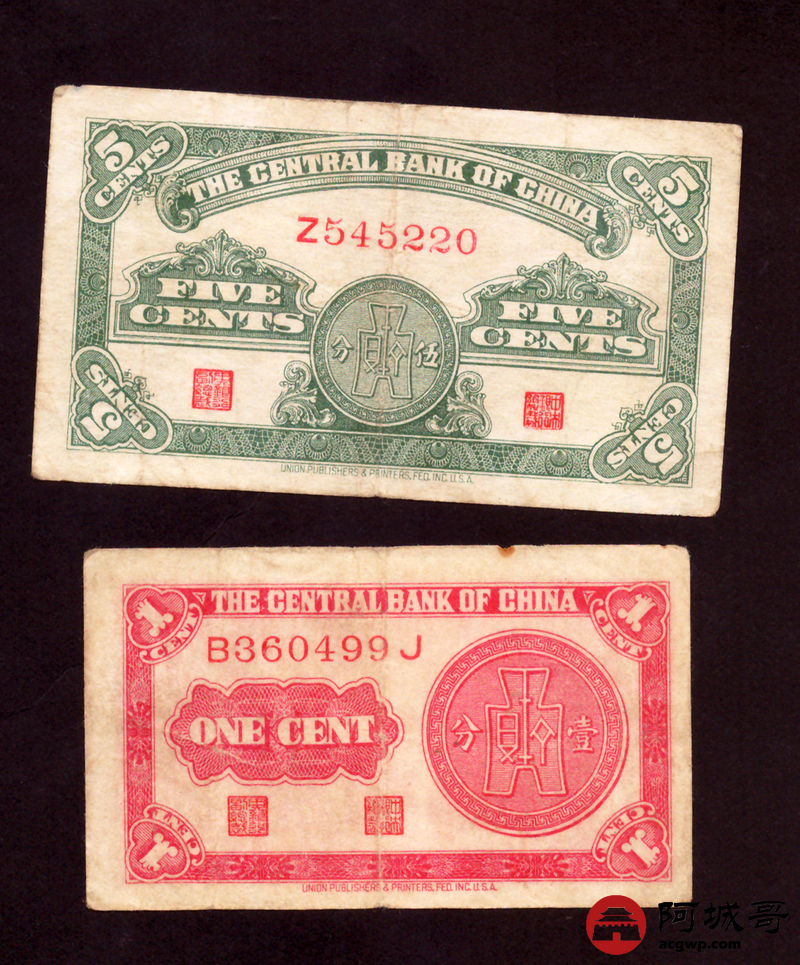 5
CENTS
5
CENTS
THE CENTRAL BANK OF CHINA
Z545220
FIVE
CENTS
FIVE
CENTS
分 伍
5
CENTS
5
CENTS
UNION PUBLISHERS & PRINTERS, FED. INC. U.S.A.
1
CENT
THE CENTRAL BANK OF CHINA
1
CENT
B360499J
ONE CENT
分 壹
1
CENT
1
CENT
UNION PUBLISHERS & PRINTERS, FED. INC. U.S.A.
阿城哥
acgwp.com